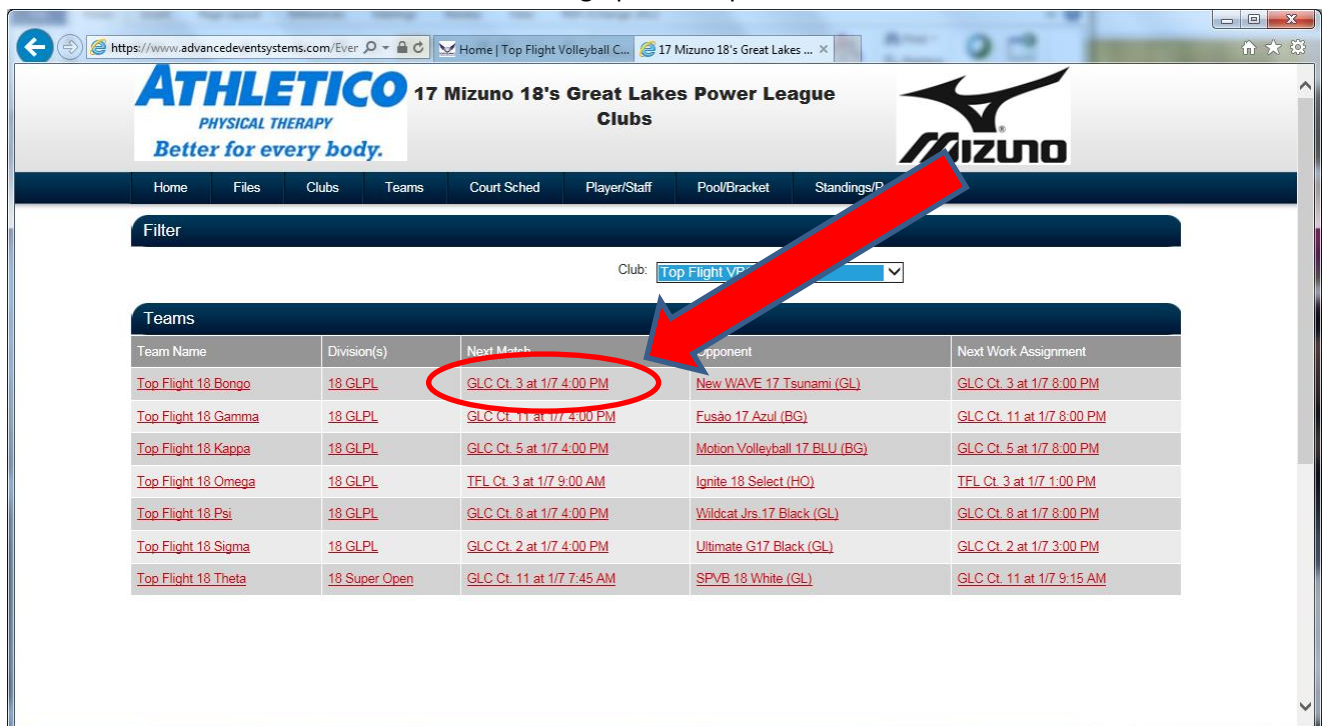 https://www.advancedeventsystems.com/Ever
Home | Top Flight Volleyball C...
17 Mizuno 18's Great Lakes ...
ATHLETICO
PHYSICAL THERAPY
Better for every body.
17 Mizuno 18's Great Lakes Power League
Clubs
MIZUNO
Home Files Clubs Teams Court Sched Player/Staff Pool/Bracket Standings/R
Filter
Club: Top Flight
Teams
Team Name Division(s) Next Match Opponent Next Work Assignment
Top Flight 18 Bongo 18 GLPL GLC Ct. 3 at 1/7 4:00 PM New WAVE 17 Tsunami (GL) GLC Ct. 3 at 1/7 8:00 PM
Top Flight 18 Gamma 18 GLPL GLC Ct. 11 at 1/7 4:00 PM Fusão 17 Azul (BG) GLC Ct. 11 at 1/7 8:00 PM
Top Flight 18 Kappa 18 GLPL GLC Ct. 5 at 1/7 4:00 PM Motion Volleyball 17 BLU (BG) GLC Ct. 5 at 1/7 8:00 PM
Top Flight 18 Omega 18 GLPL TFL Ct. 3 at 1/7 9:00 AM Ignite 18 Select (HO) TFL Ct. 3 at 1/7 1:00 PM
Top Flight 18 Psi 18 GLPL GLC Ct. 8 at 1/7 4:00 PM Wildcat Jrs.17 Black (GL) GLC Ct. 8 at 1/7 8:00 PM
Top Flight 18 Sigma 18 GLPL GLC Ct. 2 at 1/7 4:00 PM Ultimate G17 Black (GL) GLC Ct. 2 at 1/7 3:00 PM
Top Flight 18 Theta 18 Super Open GLC Ct. 11 at 1/7 7:45 AM SPVB 18 White (GL) GLC Ct. 11 at 1/7 9:15 AM